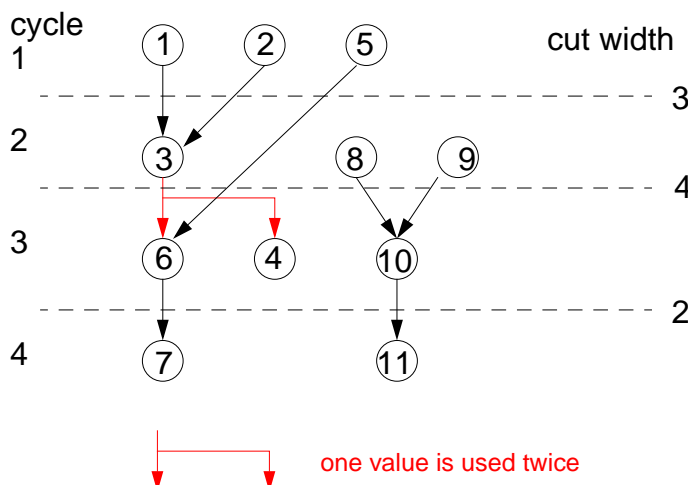 cycle
1 1 2 5 cut width
3
2 3 8 9
4
3 6 4 10
2
4 7 11
one value is used twice